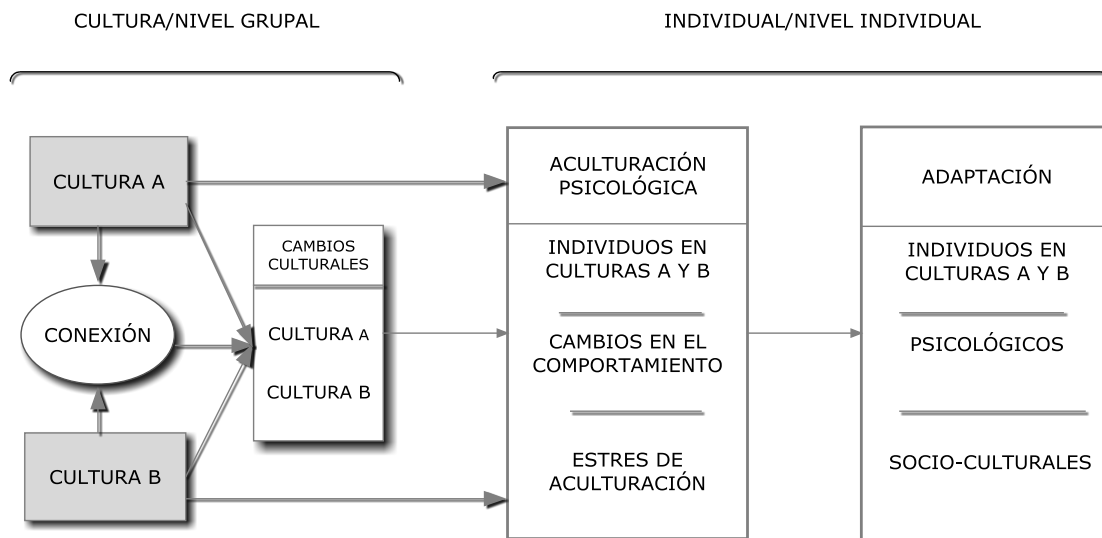 CULTURA/NIVEL GRUPAL
INDIVIDUAL/NIVEL INDIVIDUAL
CULTURA A
CONEXIÓN
CULTURA B
CAMBIOS
CULTURALES
CULTURA A
CULTURA B
ACULTURACIÓN
PSICOLÓGICA
INDIVIDUOS EN
CULTURAS A Y B
CAMBIOS EN EL
COMPORTAMIENTO
ESTRES DE
ACULTURACIÓN
ADAPTACIÓN
INDIVIDUOS EN
CULTURAS A Y B
PSICOLÓGICOS
SOCIO-CULTURALES